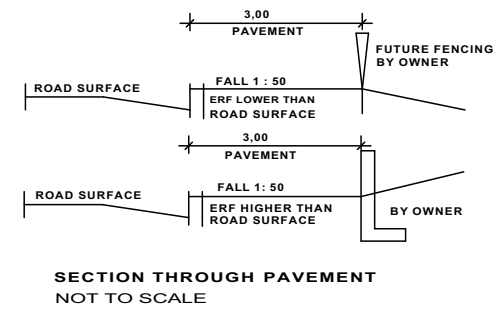 3,00
PAVEMENT
FUTURE FENCING
BY OWNER
ROAD SURFACE
FALL 1 : 50
ERF LOWER THAN
ROAD SURFACE
3,00
PAVEMENT
ROAD SURFACE
FALL 1: 50
ERF HIGHER THAN
ROAD SURFACE
BY OWNER
SECTION THROUGH PAVEMENT
NOT TO SCALE